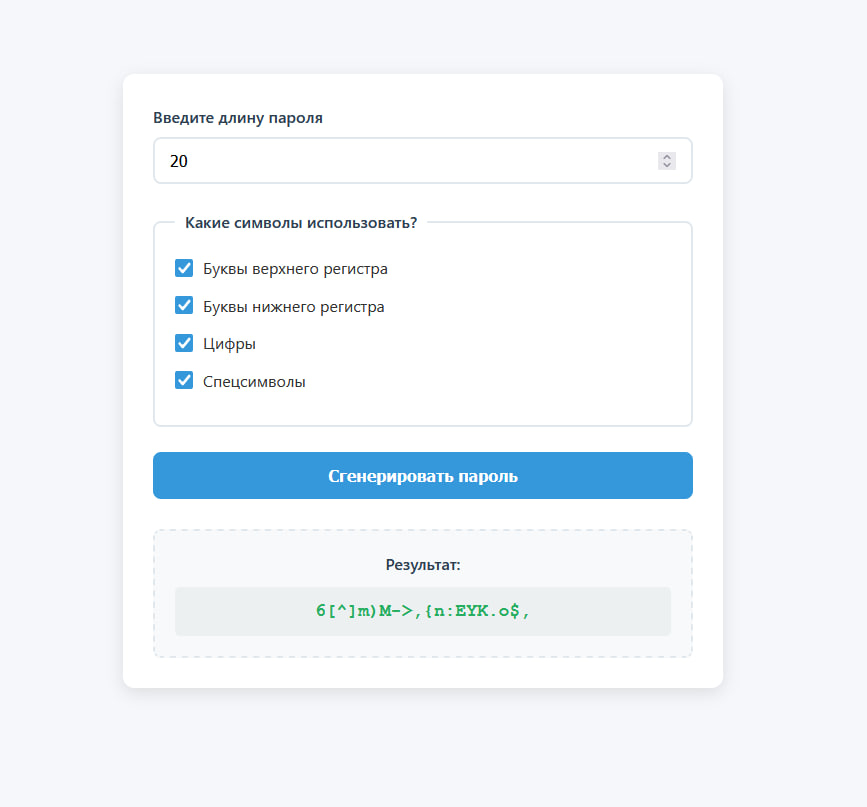 Введите длину пароля
20
Какие символы использовать?
Буквы верхнего регистра
Буквы нижнего регистра
Цифры
Спецсимволы
Сгенерировать пароль
Результат:
6[^]m)M->,{n:EYK.o$,